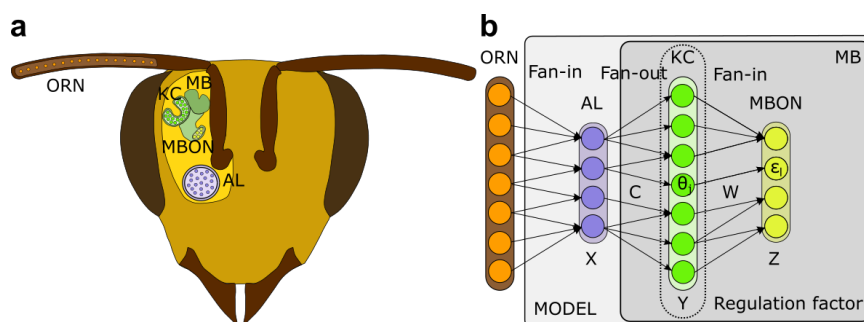 a
ORN
KC
MB
MBON
AL
b
ORN
KC
MB
Fan-in
Fan-out
Fan-in
AL
MBON
θj
εl
C
W
X
Z
MODEL
Y
Regulation factor